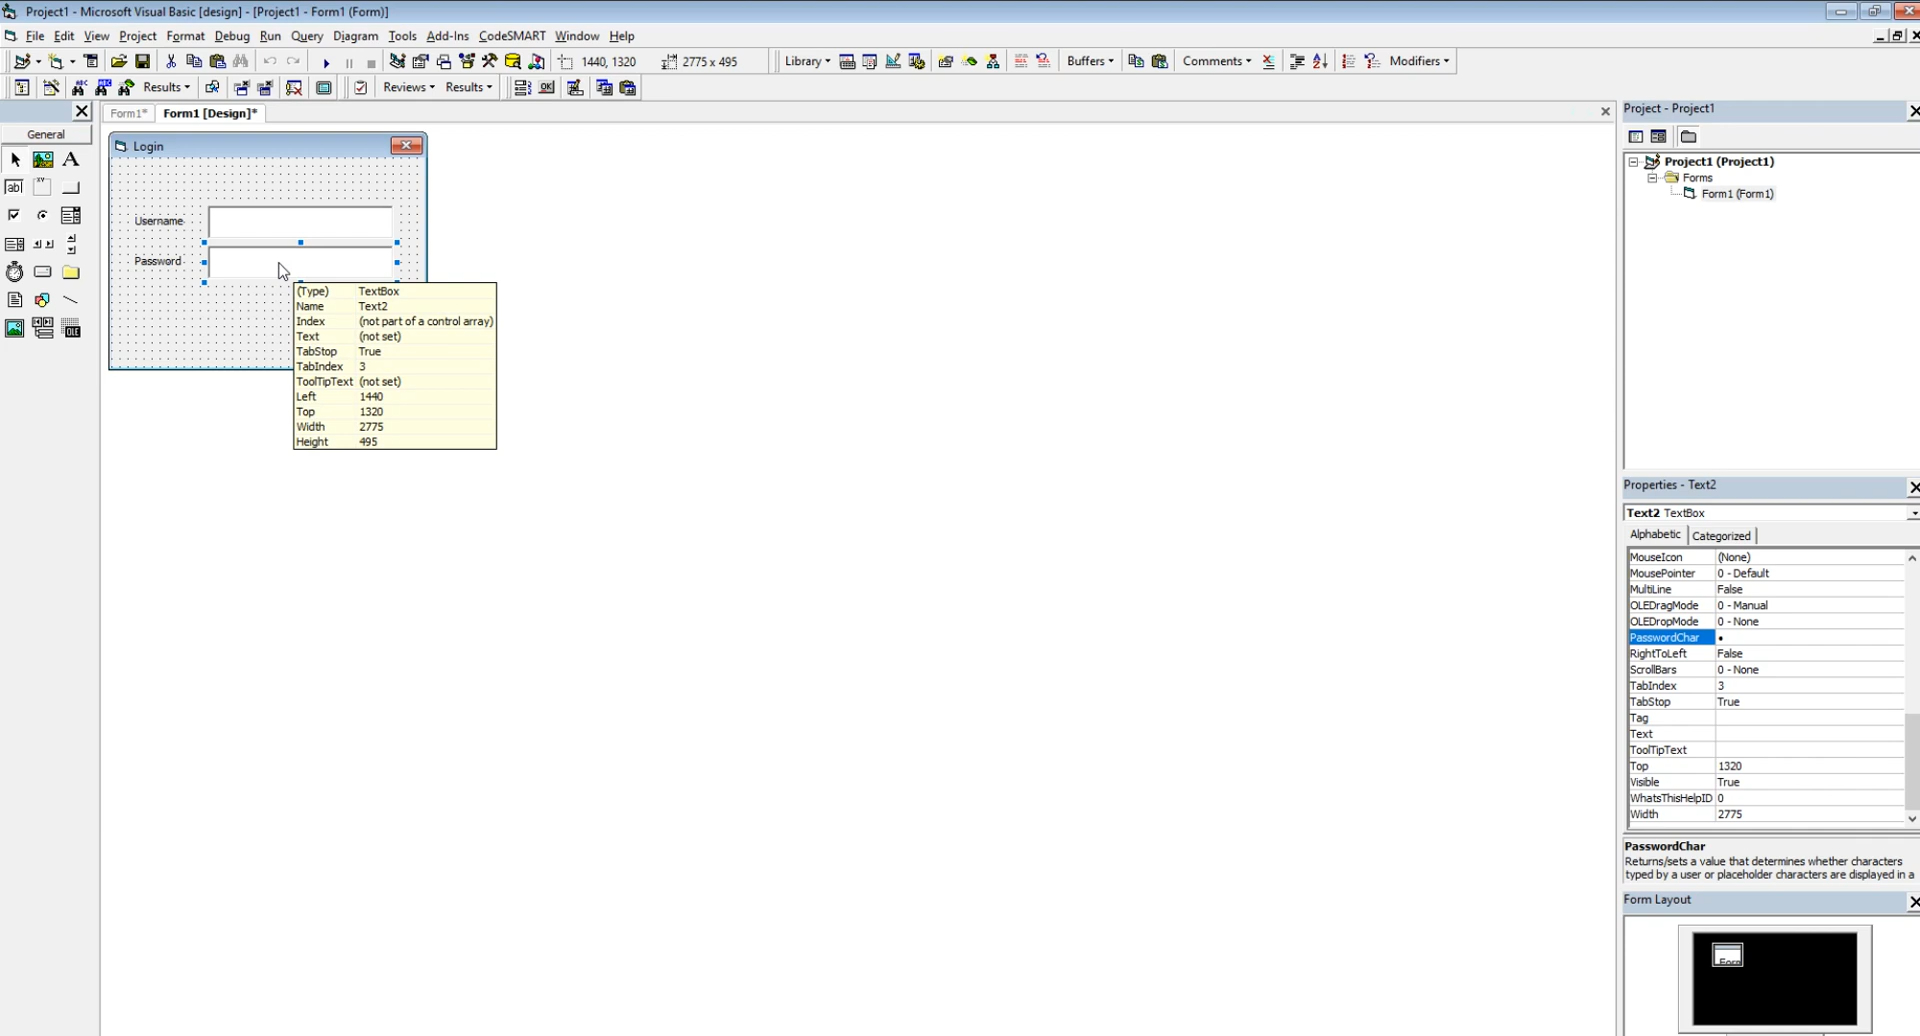 Project1 - Microsoft Visual Basic [design] - [Project1 - Form1 (Form)]
File Edit View Project Format Debug Run Query Diagram Tools Add-Ins CodeSMART Window Help
1440, 1320 2775 x 495 Library Buffers Comments Modifiers
Results Reviews Results
Form1* Form1 [Design]*
General
A
ab
XY
OLE
OK
Login
Username
Password
(Type) TextBox
Name Text2
Index (not part of a control array)
Text (not set)
TabStop True
TabIndex 3
ToolTipText (not set)
Left 1440
Top 1320
Width 2775
Height 495
Project - Project1
Project1 (Project1)
Forms
Form1 (Form1)
Properties - Text2
Text2 TextBox
Alphabetic Categorized
MouseIcon (None)
MousePointer 0 - Default
MultiLine False
OLEDragMode 0 - Manual
OLEDropMode 0 - None
PasswordChar •
RightToLeft False
ScrollBars 0 - None
TabIndex 3
TabStop True
Tag
Text
ToolTipText
Top 1320
Visible True
WhatsThisHelpID 0
Width 2775
PasswordChar
Returns/sets a value that determines whether characters
typed by a user or placeholder characters are displayed in a
Form Layout